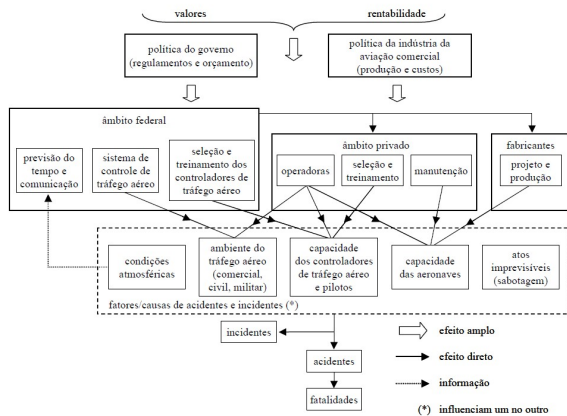 valores
rentabilidade
política do governo
(regulamentos e orçamento)
política da indústria da
aviação comercial
(produção e custos)
âmbito federal
previsão do
tempo e
comunicação
sistema de
controle de
tráfego aéreo
seleção e
treinamento dos
controladores de
tráfego aéreo
âmbito privado
operadoras
seleção e
treinamento
manutenção
fabricantes
projeto e
produção
condições
atmosféricas
ambiente do
tráfego aéreo
(comercial,
civil, militar)
capacidade
dos controladores
de tráfego aéreo
e pilotos
capacidade
das aeronaves
atos
imprevisíveis
(sabotagem)
fatores/causas de acidentes e incidentes (*)
incidentes
acidentes
fatalidades
efeito amplo
efeito direto
informação
(*) influenciam um no outro